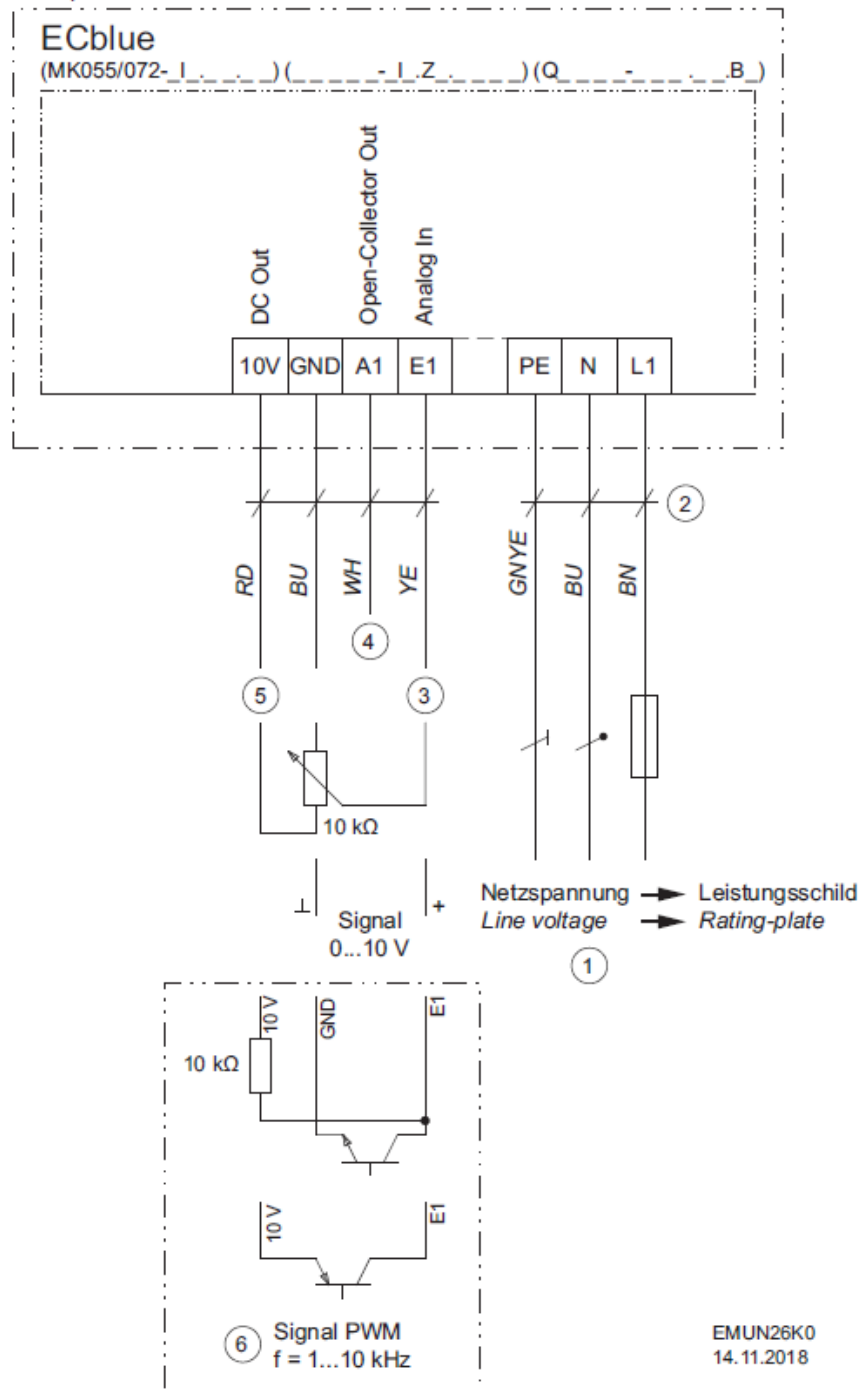 ECblue
(MK055/072-_I_._ _._ _) (_ _ _ _ _-_I_.Z_._ _ _ _) (Q_ _ _ _-_ _ _ ._ _.B_)
DC Out
Open-Collector Out
Analog In
10V GND A1 E1 PE N L1
2
RD BU WH YE GNYE BU BN
4
5 3
10 kΩ
Netzspannung → Leistungsschild
Line voltage → Rating-plate
⊥ Signal +
0...10 V
1
10 V GND E1
10 kΩ
10 V E1
6 Signal PWM
f = 1...10 kHz
EMUN26K0
14.11.2018